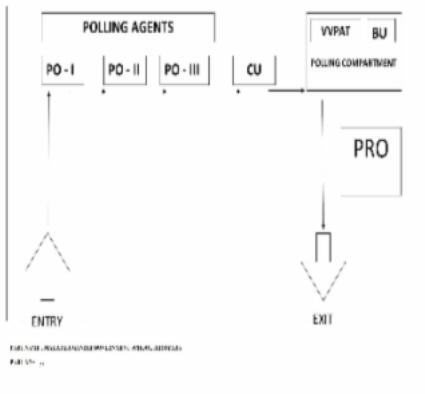 POLLING AGENTS
VVPAT BU
PO - I PO - II PO - III CU POLLING COMPARTMENT
PRO
ENTRY EXIT